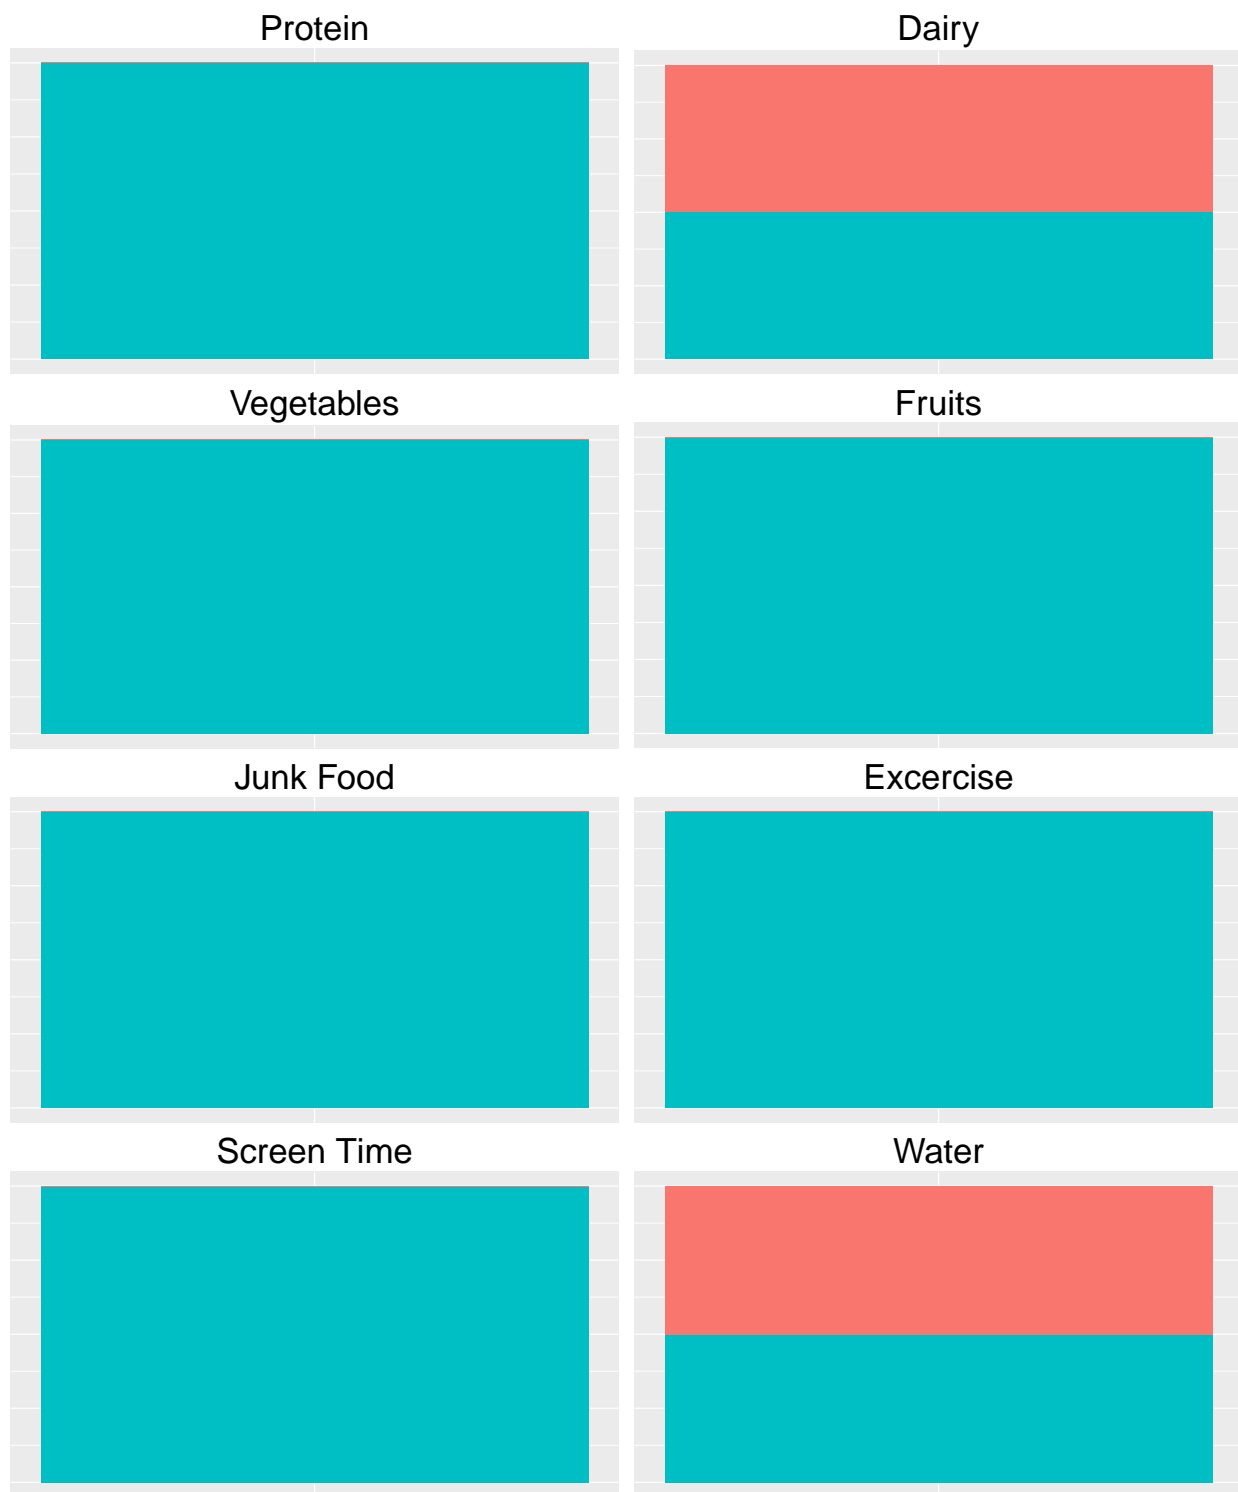 Protein
Dairy
Vegetables
Fruits
Junk Food
Excercise
Screen Time
Water